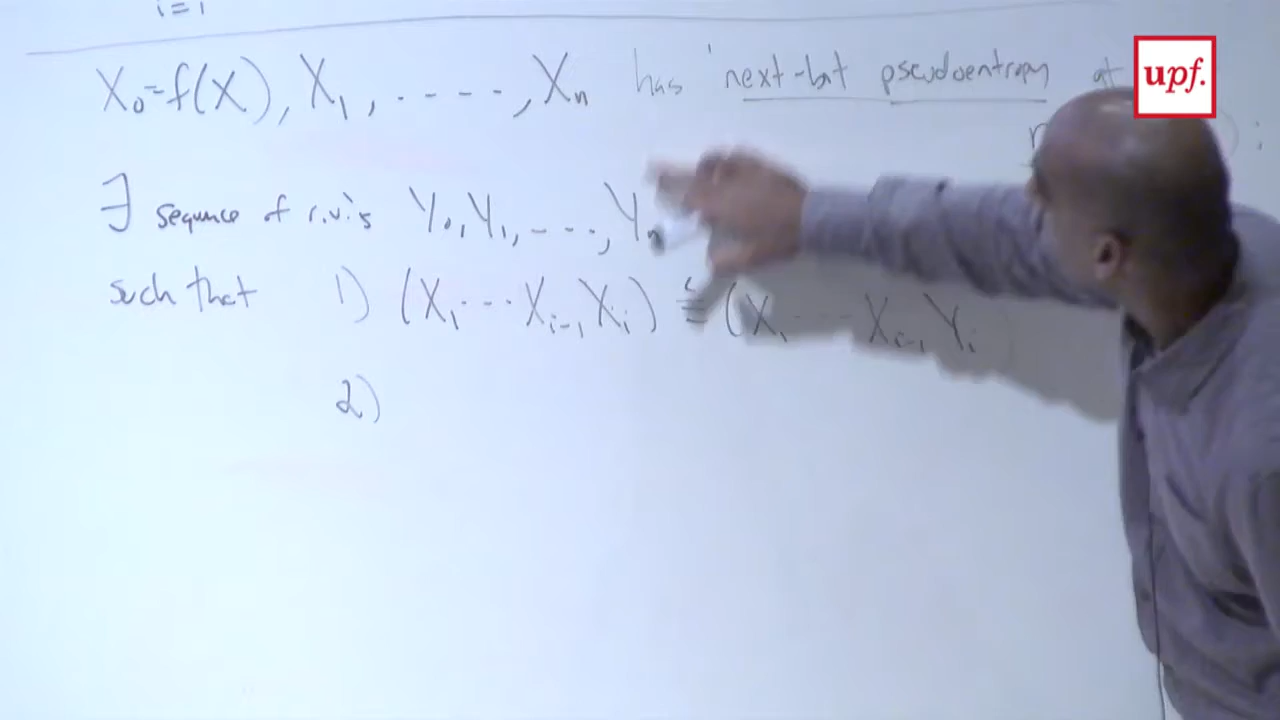 i=1
X₀=f(X), X₁, ....., Xₙ has next-bit pseudoentropy at
upf.
∃ sequence of r.v.'s Y₀, Y₁, ...., Yₙ
such that 1) (X₁...Xᵢ₋₁, Xᵢ) ≡ᶜ (X₁...Xᵢ₋₁, Yᵢ
2)